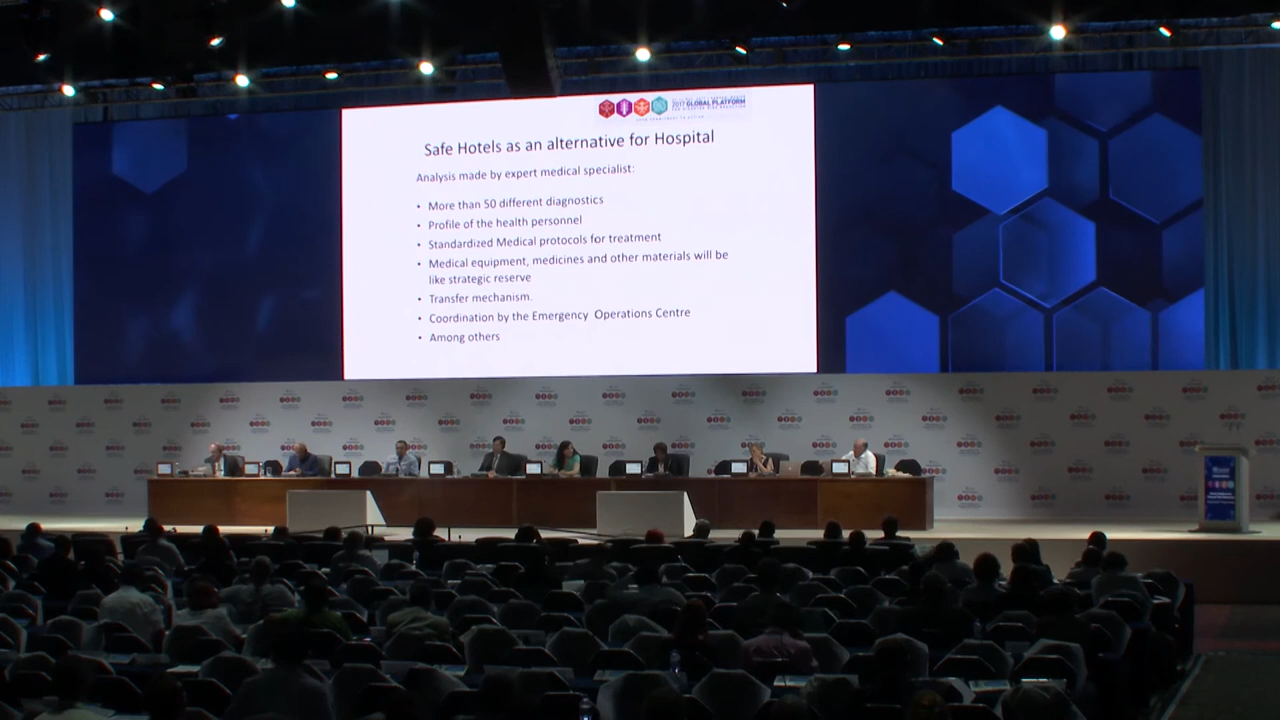 2017 GLOBAL PLATFORM
Safe Hotels as an alternative for Hospital
Analysis made by expert medical specialist:
• More than 50 different diagnostics
• Profile of the health personnel
• Standardized Medical protocols for treatment
• Medical equipment, medicines and other materials will be
like strategic reserve
• Transfer mechanism.
• Coordination by the Emergency Operations Centre
• Among others